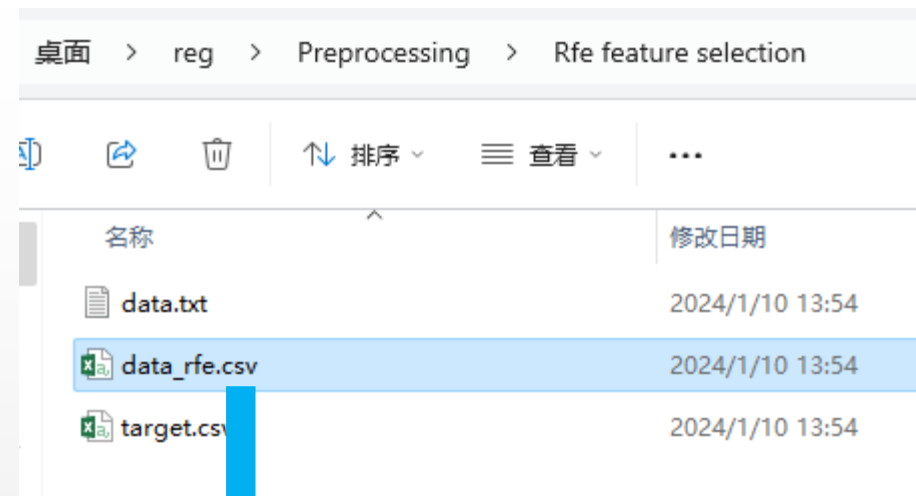 桌面 > reg > Preprocessing > Rfe feature selection
排序 查看 ...
名称 修改日期
data.txt 2024/1/10 13:54
data_rfe.csv 2024/1/10 13:54
target.csv 2024/1/10 13:54